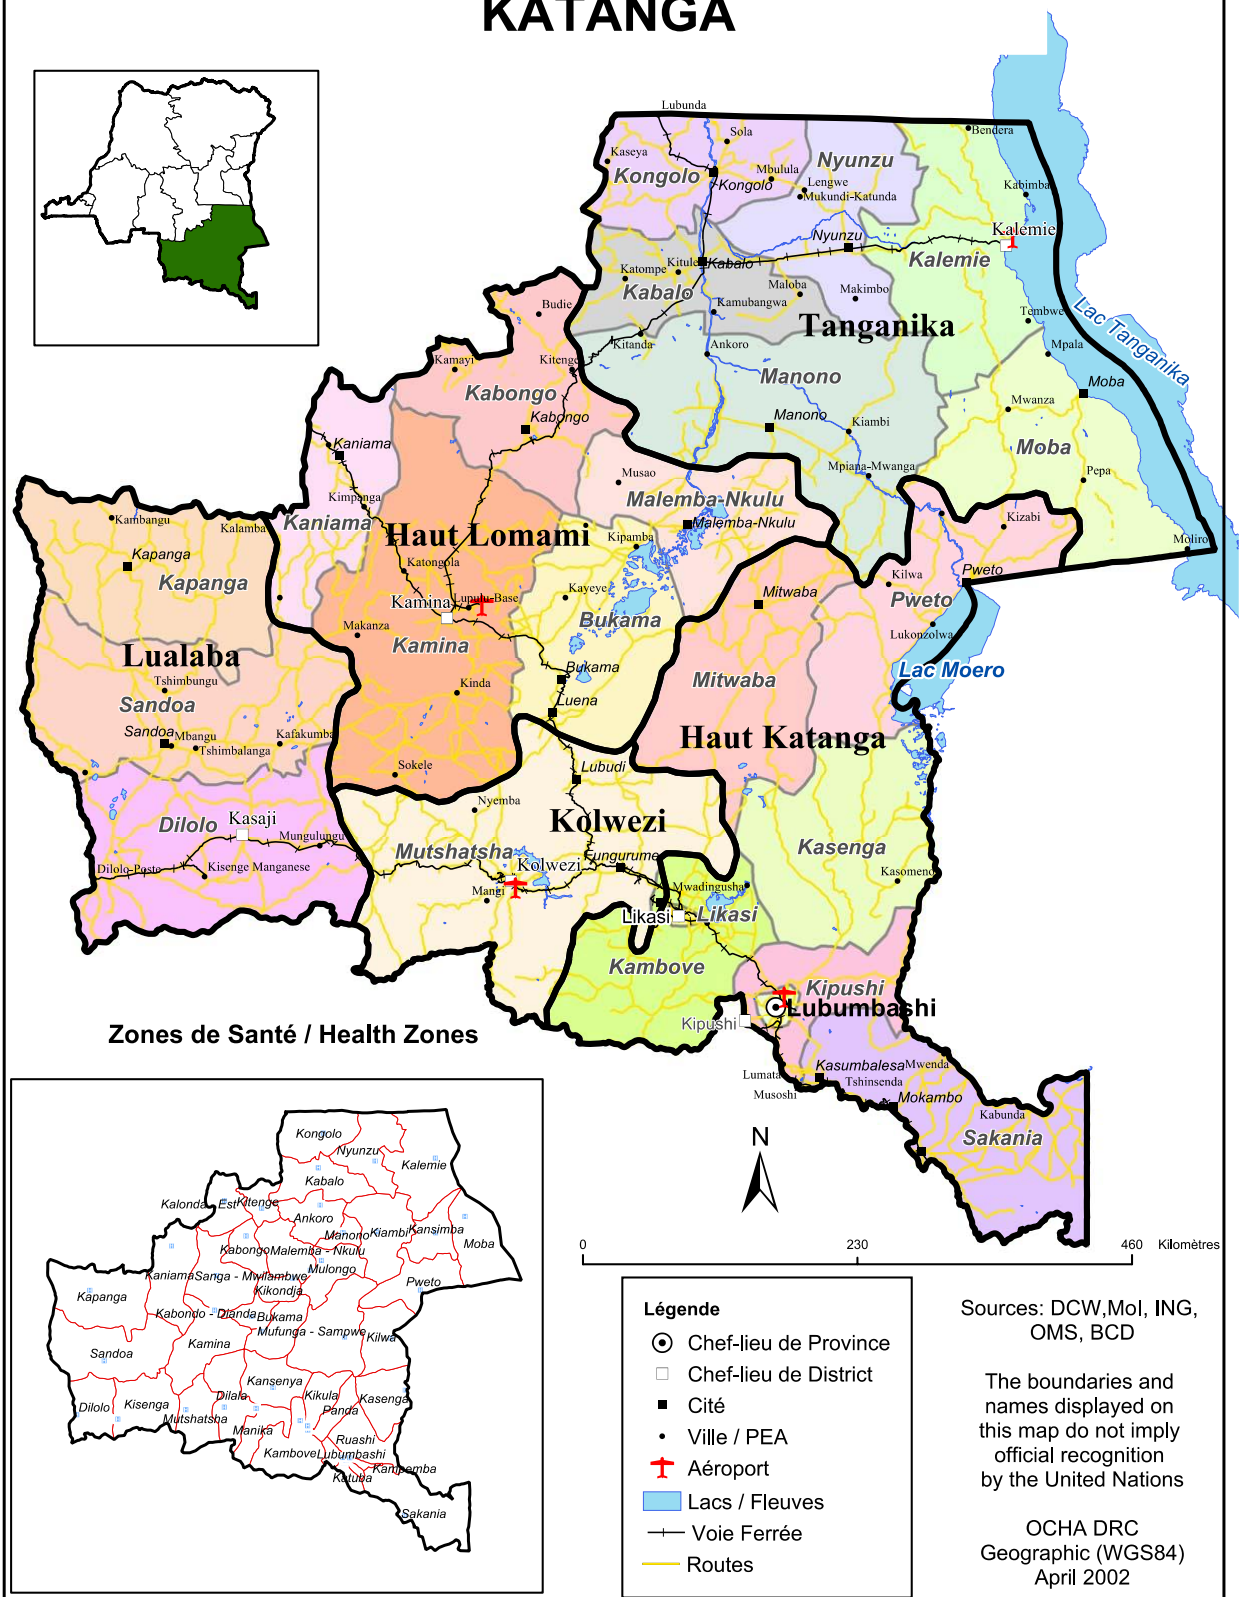 KATANGA
Lubunda
Sola
Bendera
Kaseya
Kongolo
Kongolo
Mbulula
Nyunzu
Lengwe
Mukundi-Katunda
Kabimba
Kalemie
Nyunzu
Kalemie
Katompe
Kitule
Kabalo
Kabalo
Maloba
Makimbo
Kamubangwa
Tanganika
Budie
Tembwe
Lac Tanganika
Kitanda
Ankoro
Mpala
Kamayi
Kitenge
Manono
Moba
Kabongo
Kabongo
Manono
Mwanza
Kiambi
Moba
Kaniama
Musao
Mpiana-Mwanga
Pepa
Kimpanga
Malemba-Nkulu
Malemba-Nkulu
Kizabi
Kambangu
Kalamba
Kaniama
Haut Lomami
Kipamba
Moliro
Kapanga
Kapanga
Katongola
Kilwa
Pweto
Pweto
Kayeye
Mitwaba
Kamina
Lupulu-Base
Bukama
Lukonzolwa
Makanza
Kamina
Lualaba
Tshimbungu
Bukama
Mitwaba
Lac Moero
Sandoa
Kinda
Luena
Sandoa
Mbangu
Tshimbalanga
Kafakumba
Haut Katanga
Sokele
Lubudi
Nyemba
Kolwezi
Dilolo
Kasaji
Mungulungu
Mutshatsha
Fungurume
Kasenga
Dilolo-Poste
Kisenge Manganese
Kolwezi
Mangi
Mwadingusha
Kasomeno
Likasi
Likasi
Kambove
Kipushi
Lubumbashi
Kipushi
Zones de Santé / Health Zones
Lumata
Kasumbalesa
Mwenda
Tshinsenda
Musoshi
Mokambo
Kabunda
Sakania
N
0
230
460
Kilomètres
Kongolo
Nyunzu
Kalemie
Kabalo
Kalonda - Est
Kitenge
Ankoro
Manono
Kiambi
Kansimba
Moba
Kabongo
Malemba - Nkulu
Mulongo
Kaniama
Sanga - Mwilambwe
Kikondja
Pweto
Kapanga
Kabondo - Dianda
Bukama
Mufunga - Sampwe
Kilwa
Kamina
Sandoa
Kansenya
Dilala
Kikula
Kasenga
Dilolo
Kisenga
Mutshatsha
Panda
Manika
Ruashi
Kambove
Lubumbashi
Kampemba
Katuba
Sakania
Légende
Chef-lieu de Province
Chef-lieu de District
Cité
Ville / PEA
Aéroport
Lacs / Fleuves
Voie Ferrée
Routes
Sources: DCW,Mol, ING,
OMS, BCD
The boundaries and
names displayed on
this map do not imply
official recognition
by the United Nations
OCHA DRC
Geographic (WGS84)
April 2002